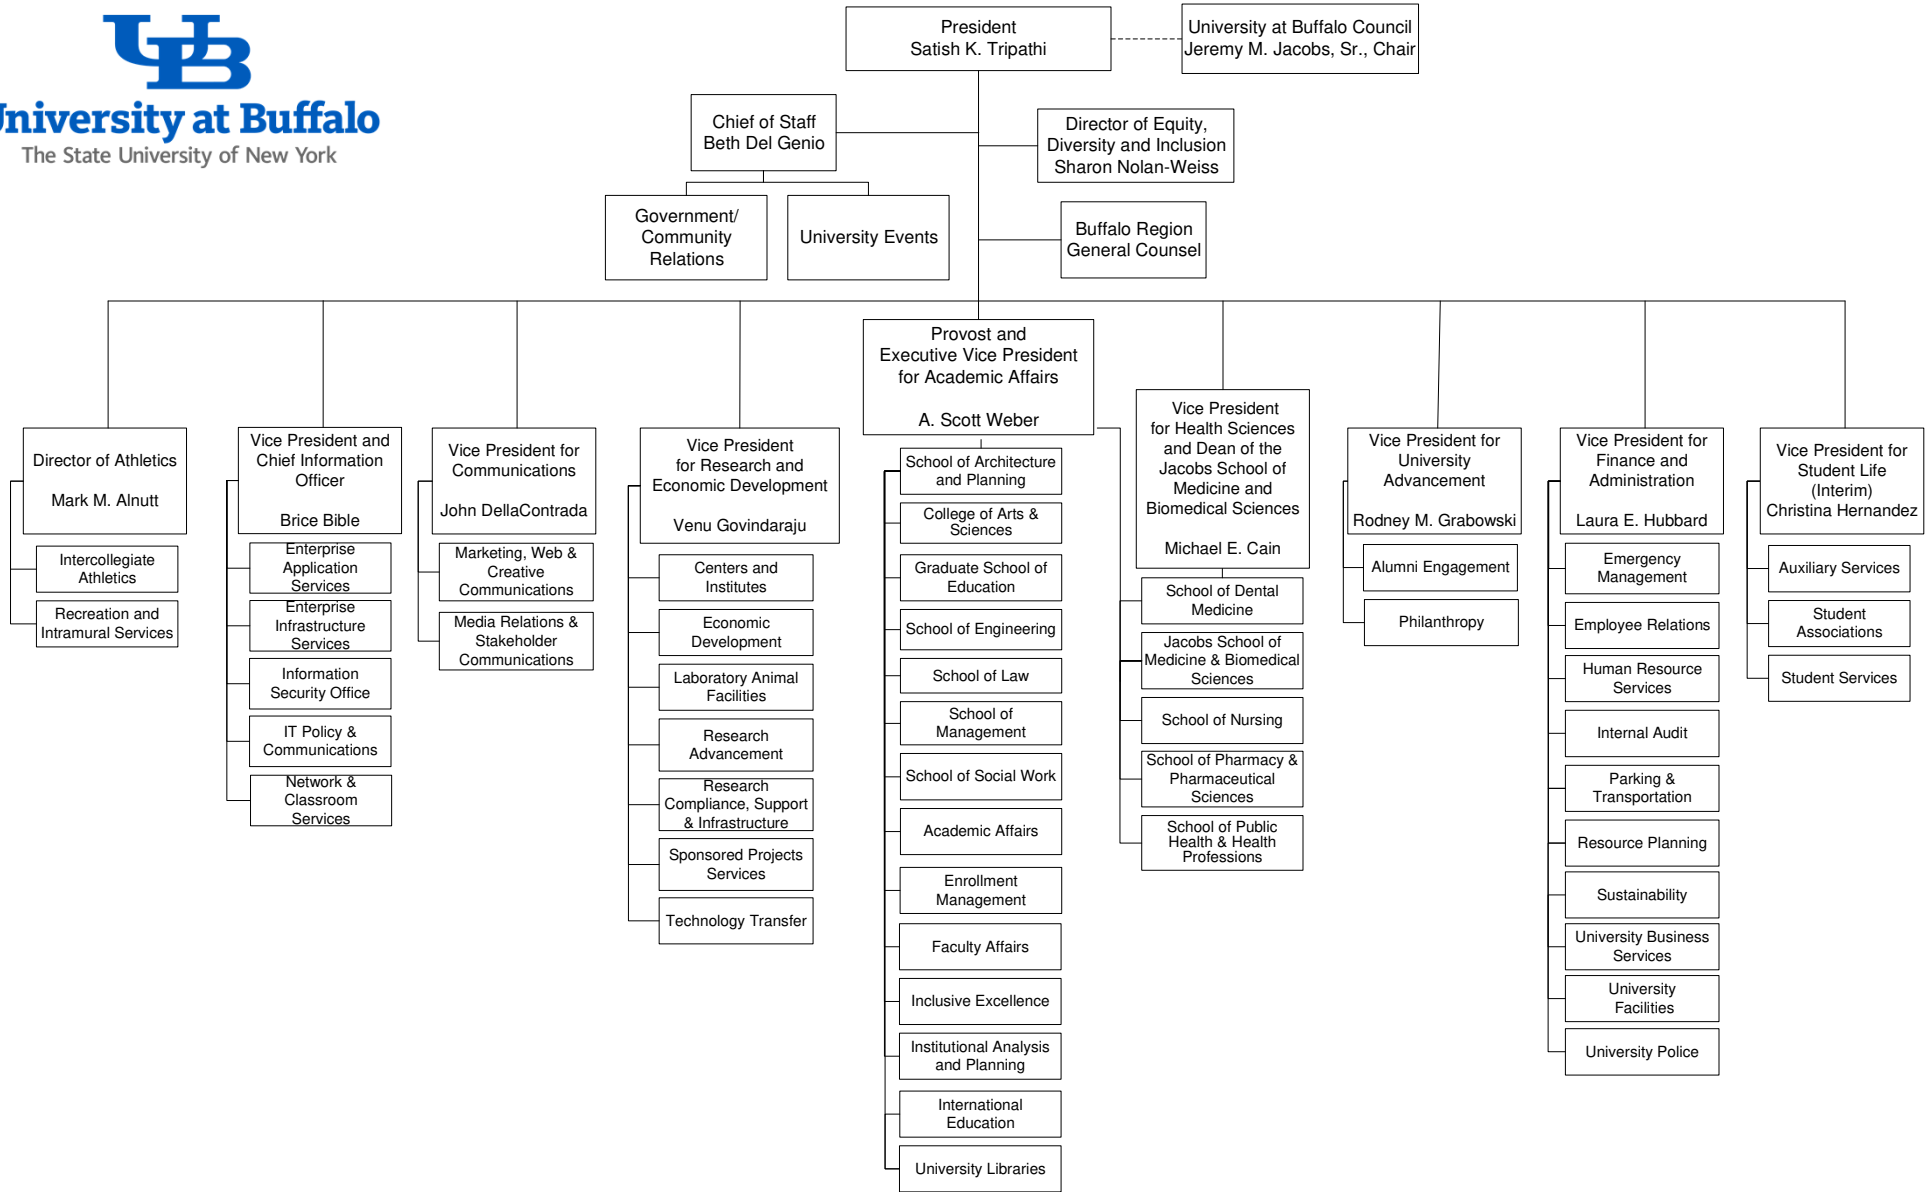 UB
University at Buffalo
The State University of New York
President
Satish K. Tripathi
University at Buffalo Council
Jeremy M. Jacobs, Sr., Chair
Chief of Staff
Beth Del Genio
Director of Equity,
Diversity and Inclusion
Sharon Nolan-Weiss
Government/
Community
Relations
University Events
Buffalo Region
General Counsel
Director of Athletics
Mark M. Alnutt
Intercollegiate
Athletics
Recreation and
Intramural Services
Vice President and
Chief Information
Officer
Brice Bible
Enterprise
Application
Services
Enterprise
Infrastructure
Services
Information
Security Office
IT Policy &
Communications
Network &
Classroom
Services
Vice President for
Communications
John DellaContrada
Marketing, Web &
Creative
Communications
Media Relations &
Stakeholder
Communications
Vice President
for Research and
Economic Development
Venu Govindaraju
Centers and
Institutes
Economic
Development
Laboratory Animal
Facilities
Research
Advancement
Research
Compliance, Support
& Infrastructure
Sponsored Projects
Services
Technology Transfer
Provost and
Executive Vice President
for Academic Affairs
A. Scott Weber
School of Architecture
and Planning
College of Arts &
Sciences
Graduate School of
Education
School of Engineering
School of Law
School of
Management
School of Social Work
Academic Affairs
Enrollment
Management
Faculty Affairs
Inclusive Excellence
Institutional Analysis
and Planning
International
Education
University Libraries
Vice President
for Health Sciences
and Dean of the
Jacobs School of
Medicine and
Biomedical Sciences
Michael E. Cain
School of Dental
Medicine
Jacobs School of
Medicine & Biomedical
Sciences
School of Nursing
School of Pharmacy &
Pharmaceutical
Sciences
School of Public
Health & Health
Professions
Vice President for
University
Advancement
Rodney M. Grabowski
Alumni Engagement
Philanthropy
Vice President for
Finance and
Administration
Laura E. Hubbard
Emergency
Management
Employee Relations
Human Resource
Services
Internal Audit
Parking &
Transportation
Resource Planning
Sustainability
University Business
Services
University
Facilities
University Police
Vice President for
Student Life
(Interim)
Christina Hernandez
Auxiliary Services
Student
Associations
Student Services